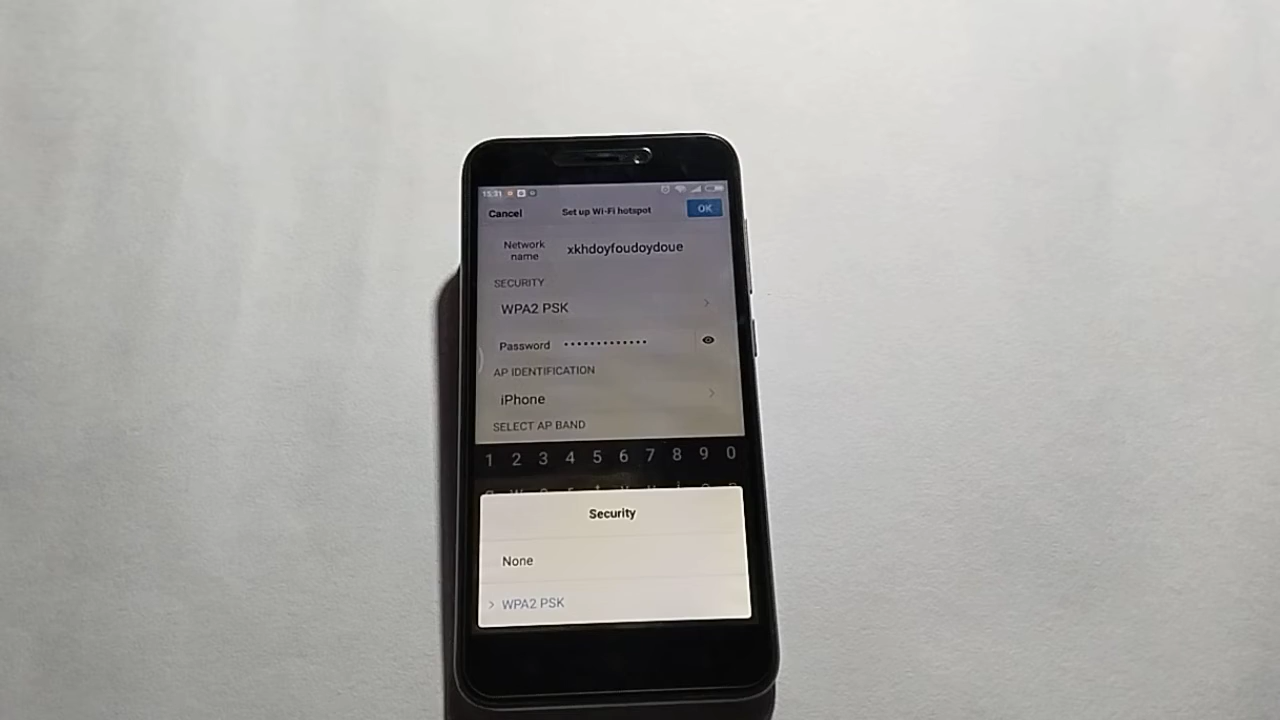 15:31
Cancel Set up Wi-Fi hotspot OK
Network name xkhdoyfoudoydoue
SECURITY
WPA2 PSK
Password •••••••••••••
AP IDENTIFICATION
iPhone
SELECT AP BAND
1 2 3 4 5 6 7 8 9 0
Security
None
WPA2 PSK